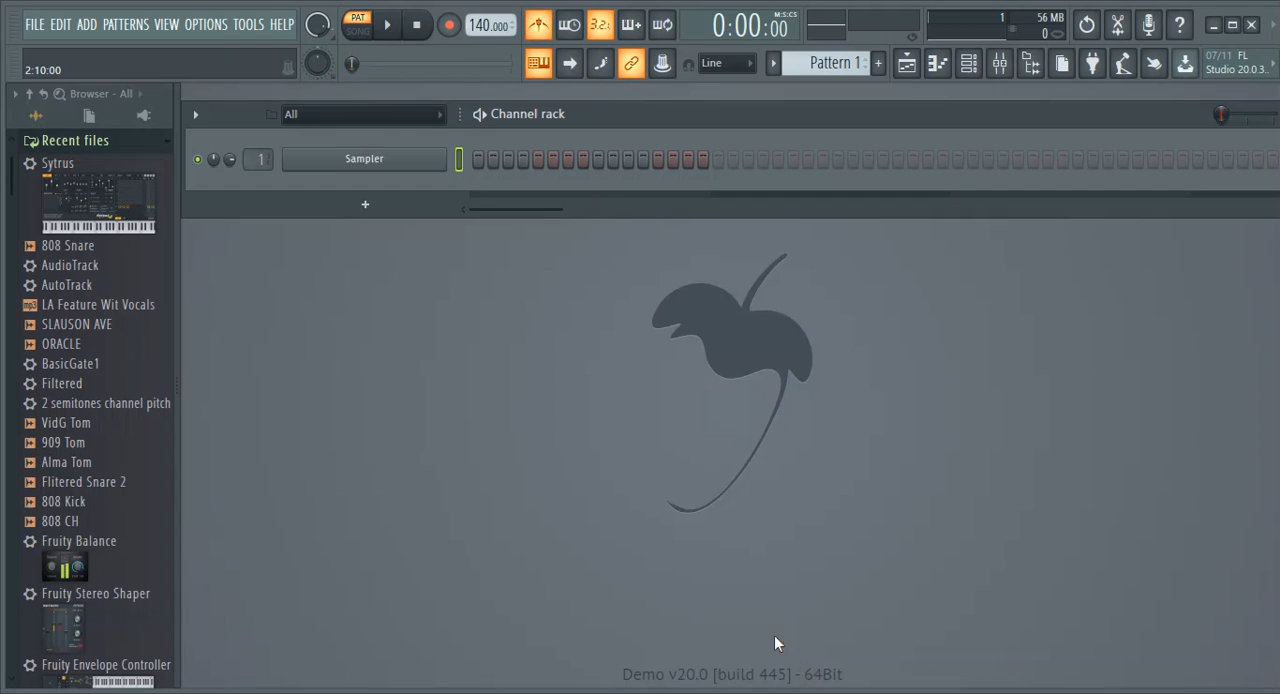 FILE EDIT ADD PATTERNS VIEW OPTIONS TOOLS HELP
PAT
SONG
140.000
3.2.
0:00:00
M:S:CS
1
56 MB
0
2:10:00
Line
Pattern 1
07/11 FL
Studio 20.0.3...
Browser - All
All
Channel rack
Recent files
1
Sampler
Sytrus
808 Snare
AudioTrack
AutoTrack
LA Feature Wit Vocals
SLAUSON AVE
ORACLE
BasicGate1
Filtered
2 semitones channel pitch
VidG Tom
909 Tom
Alma Tom
Flitered Snare 2
808 Kick
808 CH
Fruity Balance
Fruity Stereo Shaper
Fruity Envelope Controller
Demo v20.0 [build 445] - 64Bit